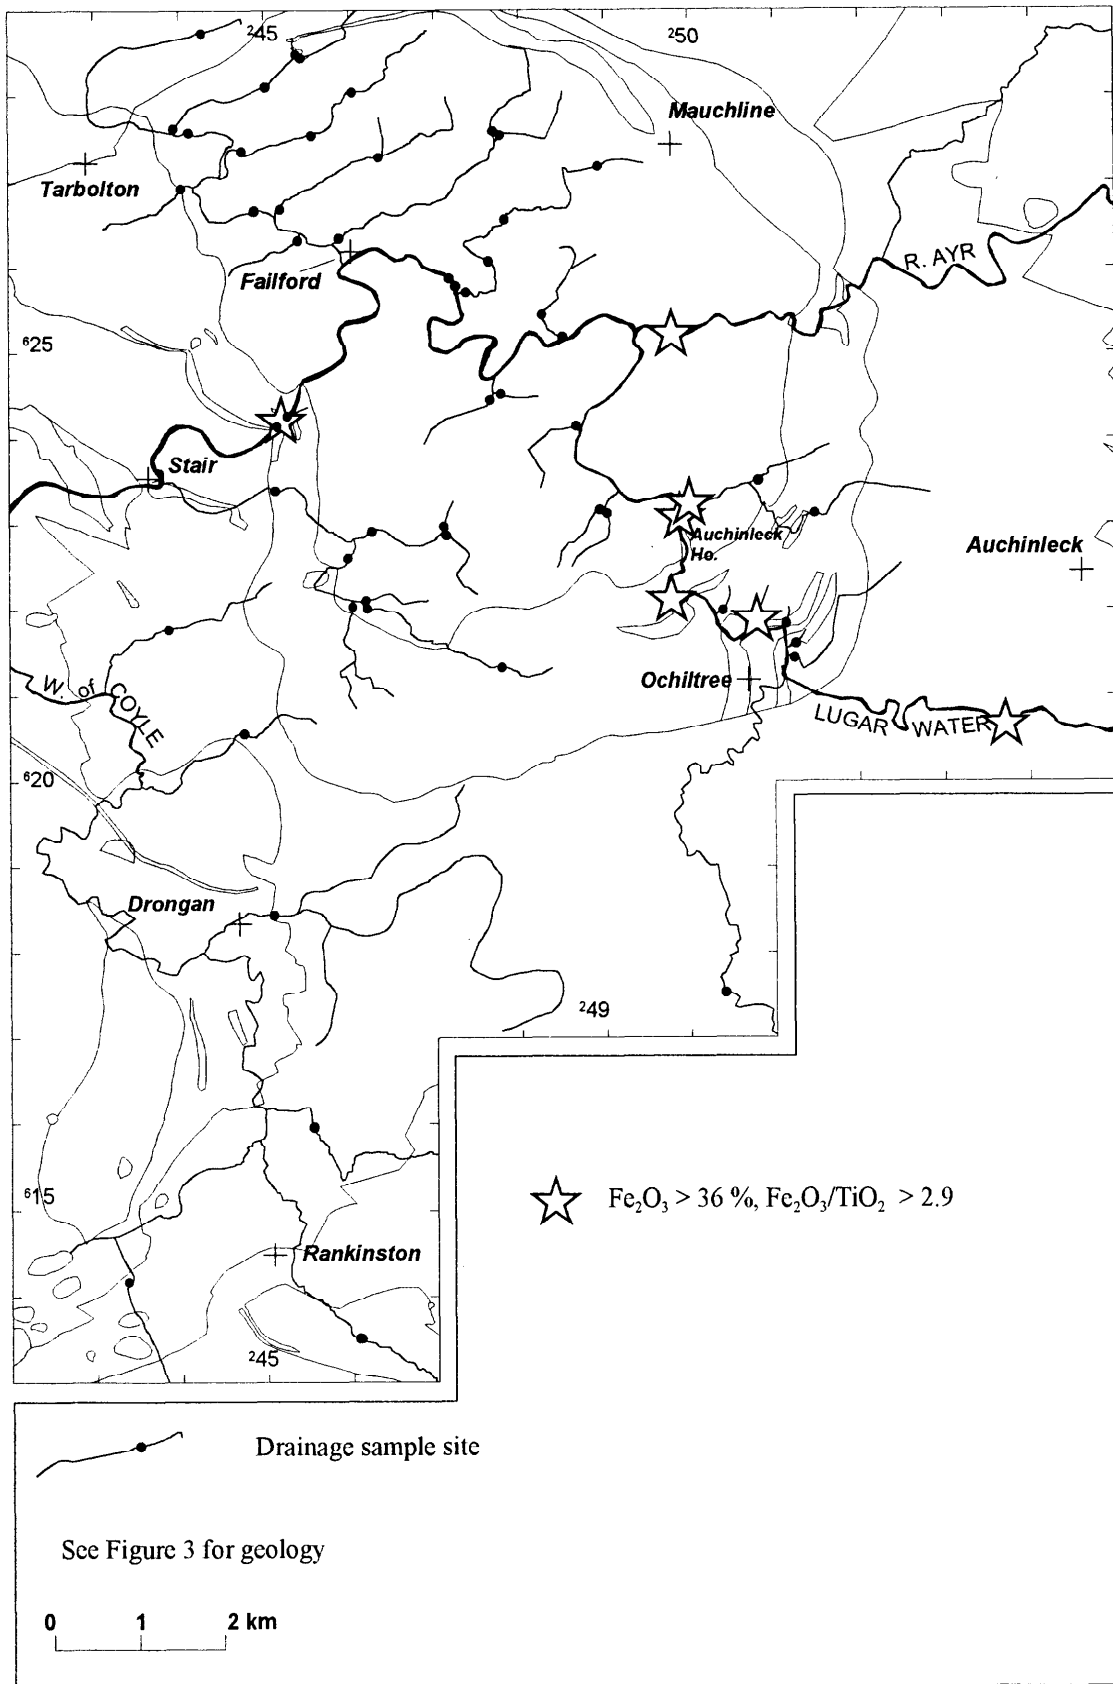 ²45
²50
Mauchline
Tarbolton
R. AYR
Failford
⁶25
Stair
Auchinleck
Ho.
Auchinleck
Ochiltree
W. of COYLE
LUGAR WATER
⁶20
Drongan
²49
⁶15
Fe₂O₃ > 36 %, Fe₂O₃/TiO₂ > 2.9
Rankinston
²45
Drainage sample site
See Figure 3 for geology
0 1 2 km